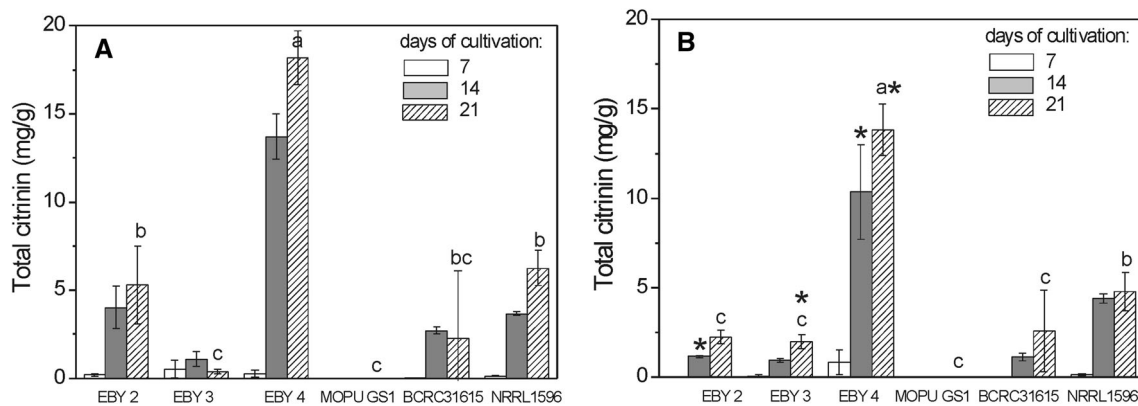 A
Total citrinin (mg/g)
20
15
10
5
0
days of cultivation:
7
14
21
b
c
a
c
bc
b
EBY 2 EBY 3 EBY 4 MOPU GS1 BCRC31615 NRRL1596
B
Total citrinin (mg/g)
20
15
10
5
0
days of cultivation:
7
14
21
*
c
*
c
*
a*
c
c
b
EBY 2 EBY 3 EBY 4 MOPU GS1 BCRC31615 NRRL1596